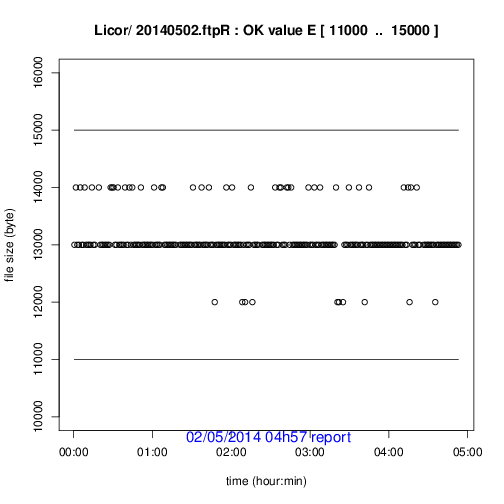 Licor/ 20140502.ftpR : OK value E [ 11000 .. 15000 ]
file size (byte)
16000
15000
14000
13000
12000
11000
10000
02/05/2014 04h57 report
00:00 01:00 02:00 03:00 04:00 05:00
time (hour:min)